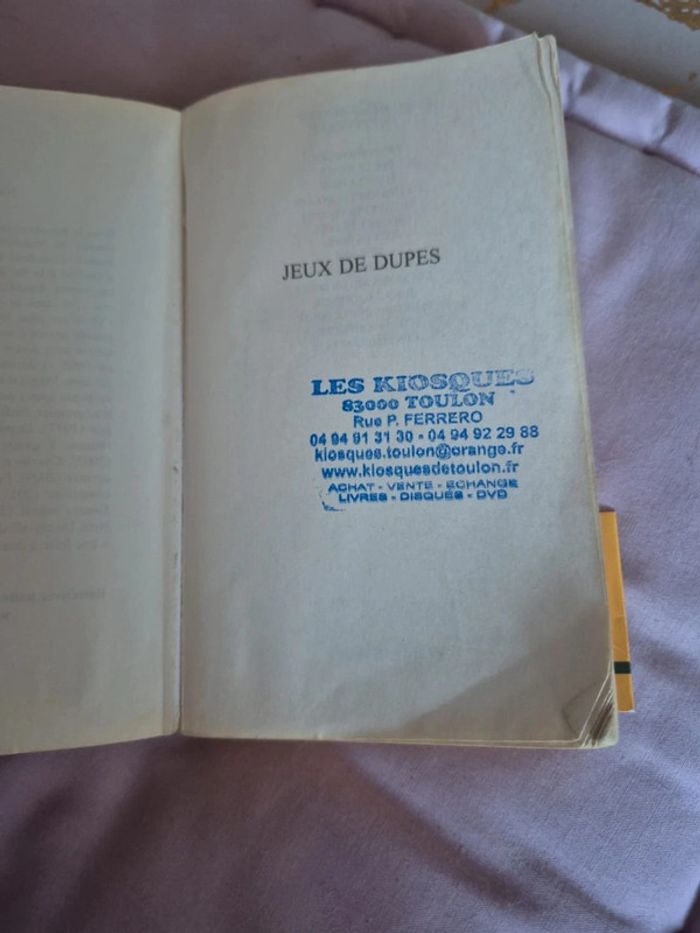 JEUX DE DUPES
LES KIOSQUES
83000 TOULON
Rue P. FERRERO
04 94 91 31 30 - 04 94 92 29 88
kiosques.toulon@orange.fr
www.kiosquesdetoulon.fr
ACHAT - VENTE - ECHANGE
LIVRES - DISQUES - DVD